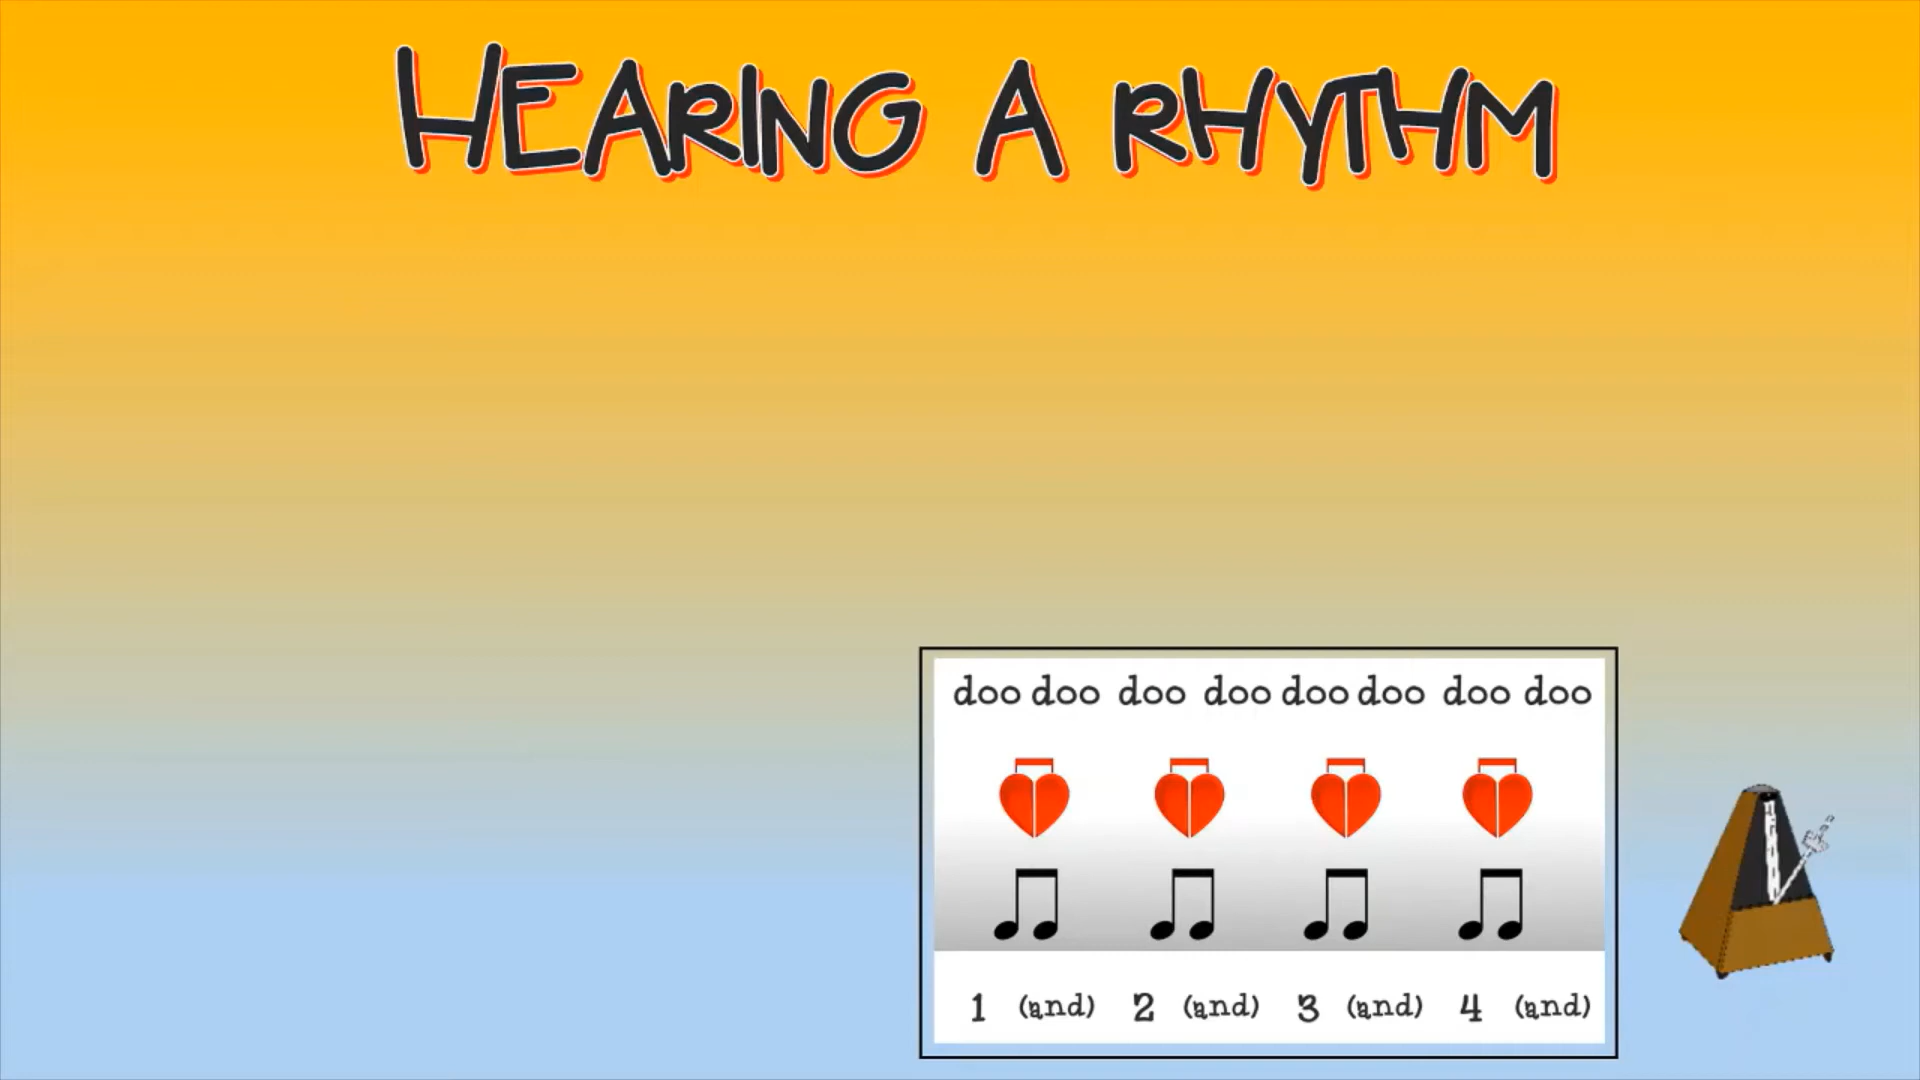 HEARING A RHYTHM
doo doo doo doo doo doo doo doo
1 (and) 2 (and) 3 (and) 4 (and)